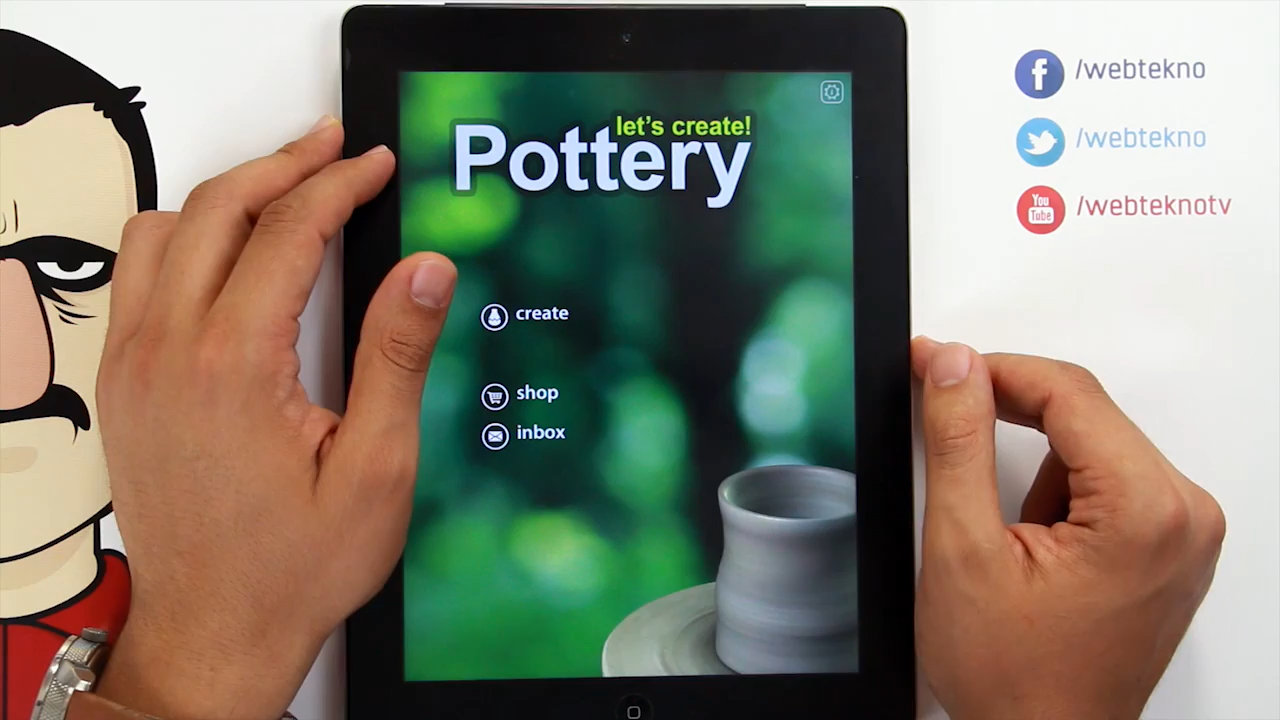 let's create!
Pottery
create
shop
inbox
f /webtekno
/webtekno
You
Tube /webteknotv